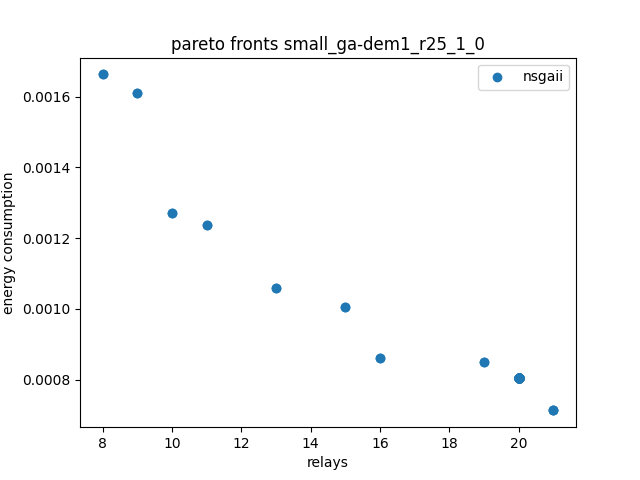 pareto fronts small_ga-dem1_r25_1_0
nsgaii
0.0016
0.0014
0.0012
0.0010
0.0008
energy consumption
8 10 12 14 16 18 20
relays